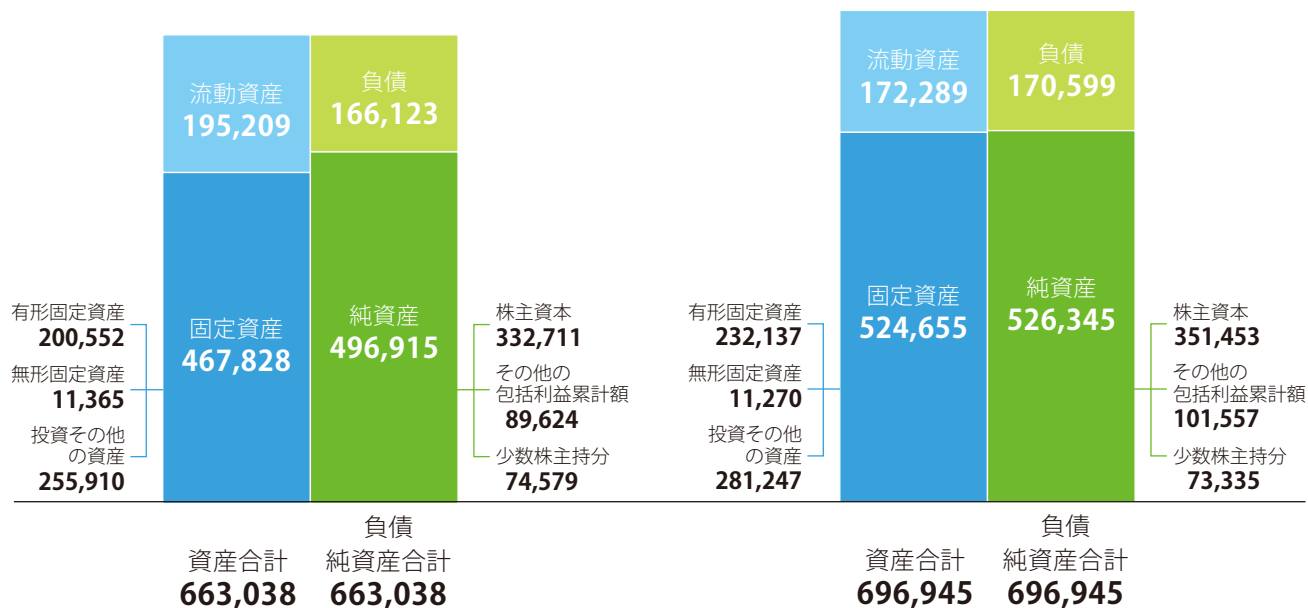 流動資産
195,209
負債
166,123
有形固定資産
200,552
無形固定資産
11,365
投資その他
の資産
255,910
固定資産
467,828
純資産
496,915
株主資本
332,711
その他の
包括利益累計額
89,624
少数株主持分
74,579
資産合計
663,038
負債
純資産合計
663,038
流動資産
172,289
負債
170,599
有形固定資産
232,137
無形固定資産
11,270
投資その他
の資産
281,247
固定資産
524,655
純資産
526,345
株主資本
351,453
その他の
包括利益累計額
101,557
少数株主持分
73,335
資産合計
696,945
負債
純資産合計
696,945